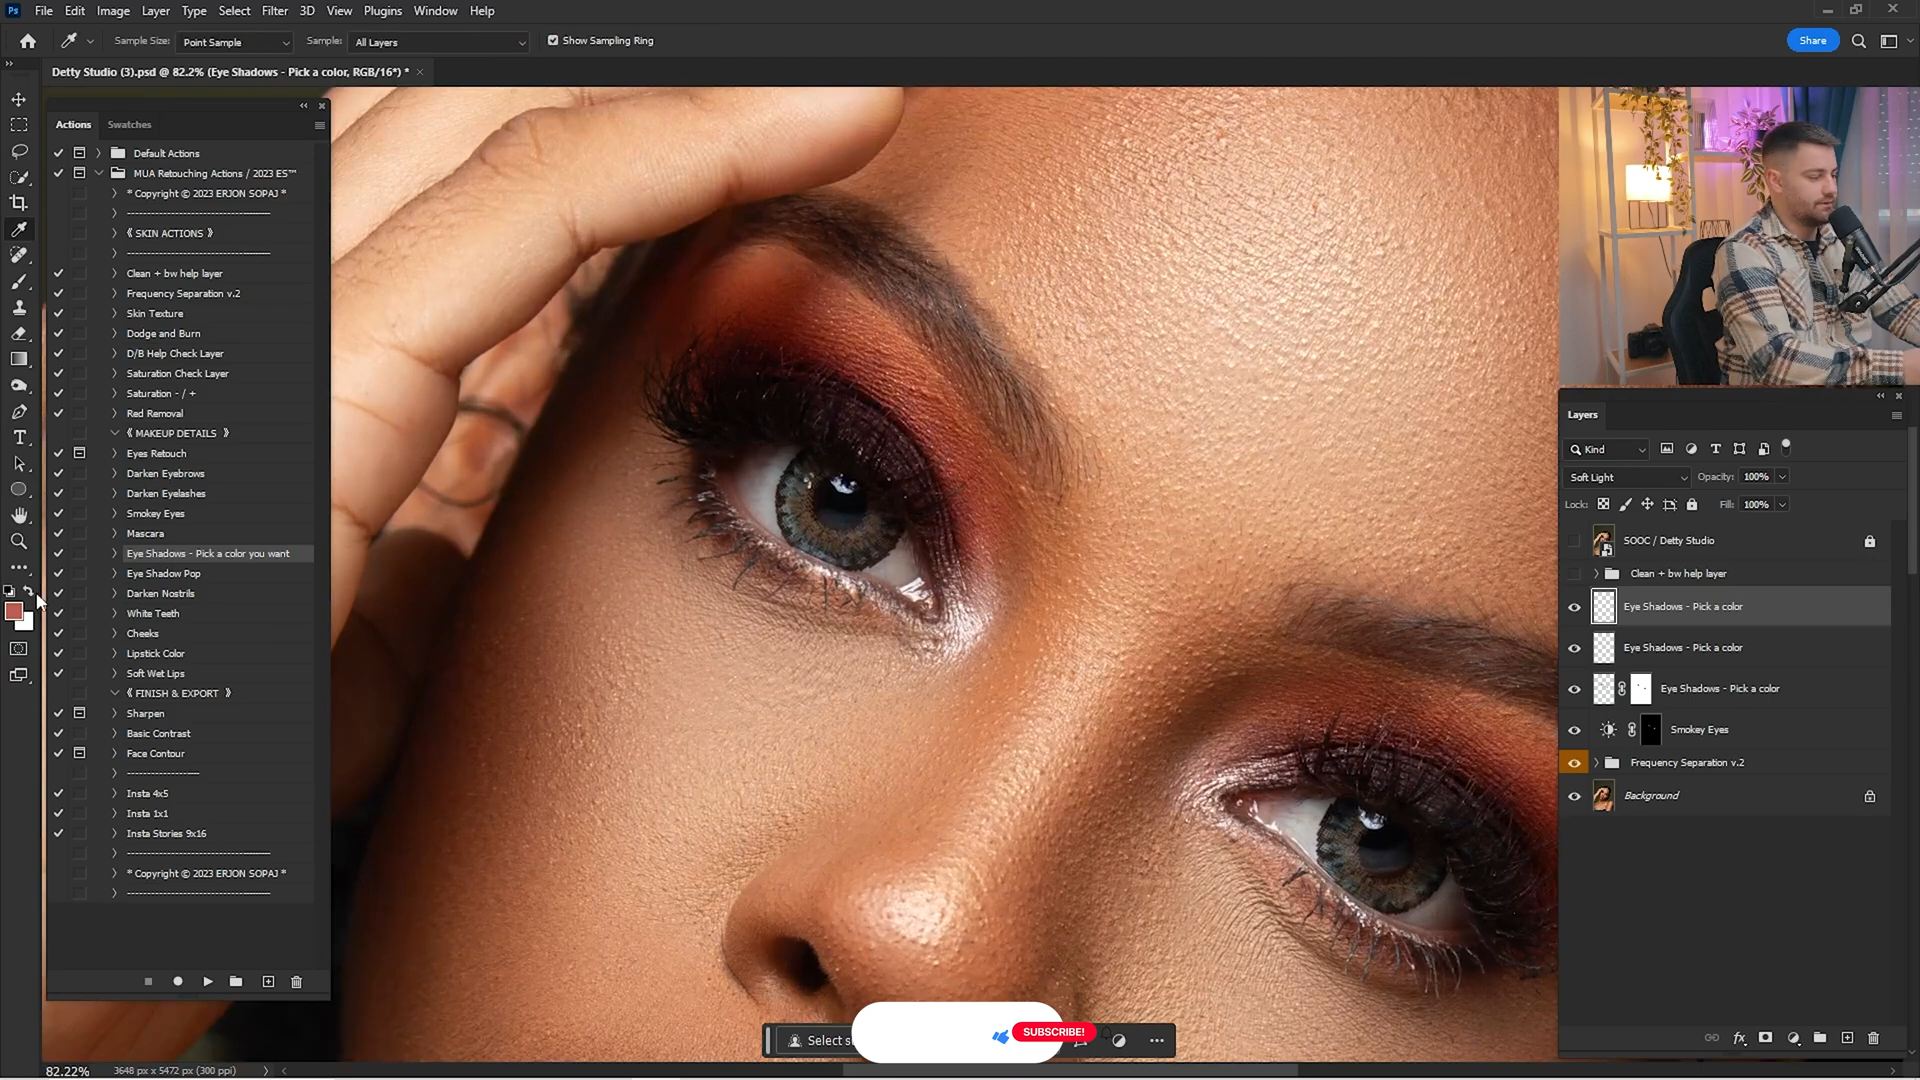 Ps File Edit Image Layer Type Select Filter 3D View Plugins Window Help
Sample Size: Point Sample Sample: All Layers Show Sampling Ring Share
Detty Studio (3).psd @ 82.2% (Eye Shadows - Pick a color, RGB/16*) * ×
Actions Swatches
Default Actions
MUA Retouching Actions / 2023 ES™
* Copyright © 2023 ERJON SOPAJ *
-------------------------------------
《 SKIN ACTIONS 》
-------------------------------------
Clean + bw help layer
Frequency Separation v.2
Skin Texture
Dodge and Burn
D/B Help Check Layer
Saturation Check Layer
Saturation - / +
Red Removal
《 MAKEUP DETAILS 》
Eyes Retouch
Darken Eyebrows
Darken Eyelashes
Smokey Eyes
Mascara
Eye Shadows - Pick a color you want
Eye Shadow Pop
Darken Nostrils
White Teeth
Cheeks
Lipstick Color
Soft Wet Lips
《 FINISH & EXPORT 》
Sharpen
Basic Contrast
Face Contour
------------------
Insta 4x5
Insta 1x1
Insta Stories 9x16
-------------------------------------
* Copyright © 2023 ERJON SOPAJ *
-------------------------------------
Layers
Kind
Soft Light Opacity: 100%
Lock: Fill: 100%
SOOC / Detty Studio
Clean + bw help layer
Eye Shadows - Pick a color
Eye Shadows - Pick a color
Eye Shadows - Pick a color
Smokey Eyes
Frequency Separation v.2
Background
fx
Select s
SUBSCRIBE!
82.22% 3648 px x 5472 px (300 ppi)